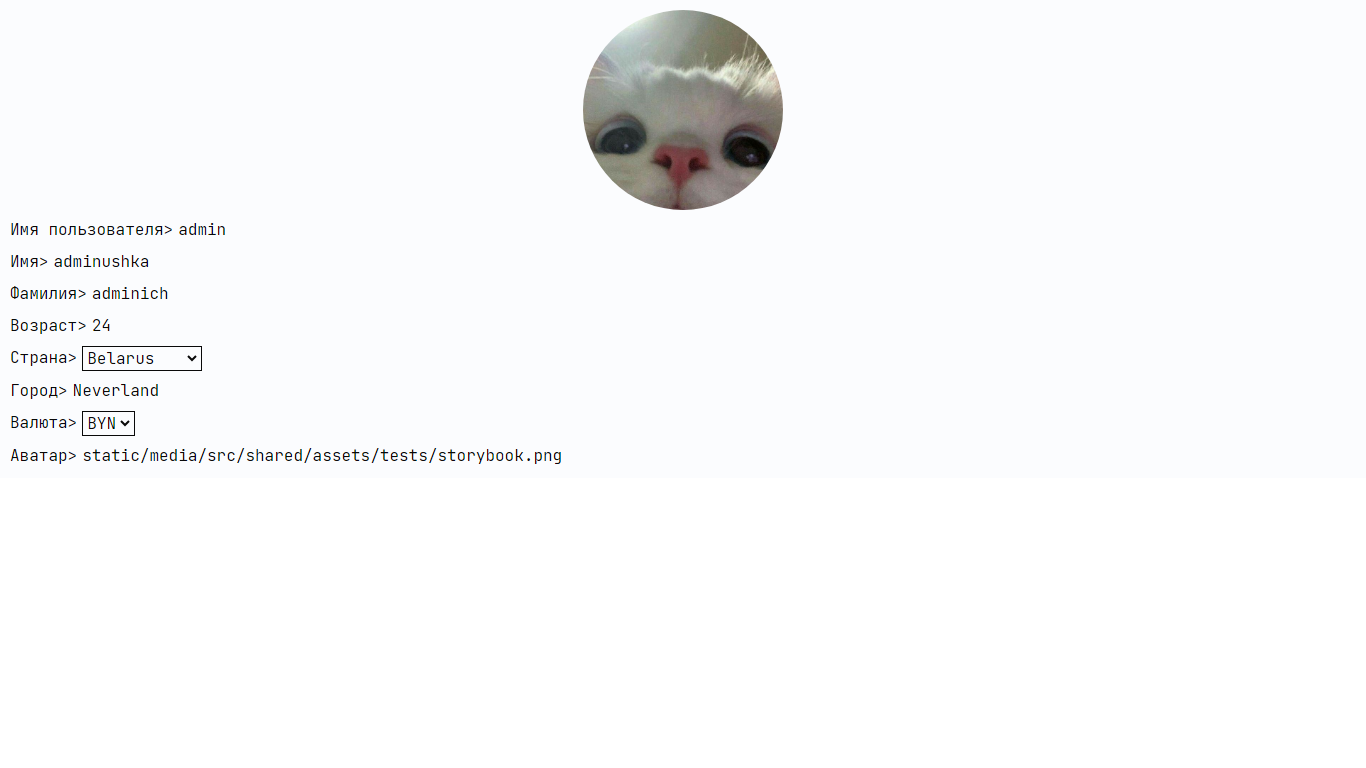 Имя пользователя> admin
Имя> adminushka
Фамилия> adminich
Возраст> 24
Страна> Belarus
Город> Neverland
Валюта> BYN
Аватар> static/media/src/shared/assets/tests/storybook.png